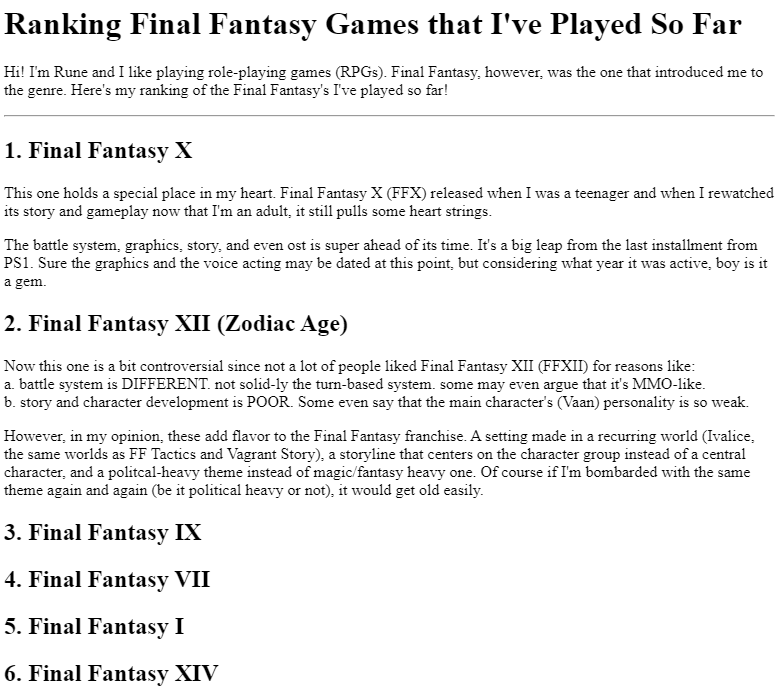 Ranking Final Fantasy Games that I've Played So Far
Hi! I'm Rune and I like playing role-playing games (RPGs). Final Fantasy, however, was the one that introduced me to
the genre. Here's my ranking of the Final Fantasy's I've played so far!
1. Final Fantasy X
This one holds a special place in my heart. Final Fantasy X (FFX) released when I was a teenager and when I rewatched
its story and gameplay now that I'm an adult, it still pulls some heart strings.
The battle system, graphics, story, and even ost is super ahead of its time. It's a big leap from the last installment from
PS1. Sure the graphics and the voice acting may be dated at this point, but considering what year it was active, boy is it
a gem.
2. Final Fantasy XII (Zodiac Age)
Now this one is a bit controversial since not a lot of people liked Final Fantasy XII (FFXII) for reasons like:
a. battle system is DIFFERENT. not solid-ly the turn-based system. some may even argue that it's MMO-like.
b. story and character development is POOR. Some even say that the main character's (Vaan) personality is so weak.
However, in my opinion, these add flavor to the Final Fantasy franchise. A setting made in a recurring world (Ivalice,
the same worlds as FF Tactics and Vagrant Story), a storyline that centers on the character group instead of a central
character, and a politcal-heavy theme instead of magic/fantasy heavy one. Of course if I'm bombarded with the same
theme again and again (be it political heavy or not), it would get old easily.
3. Final Fantasy IX
4. Final Fantasy VII
5. Final Fantasy I
6. Final Fantasy XIV